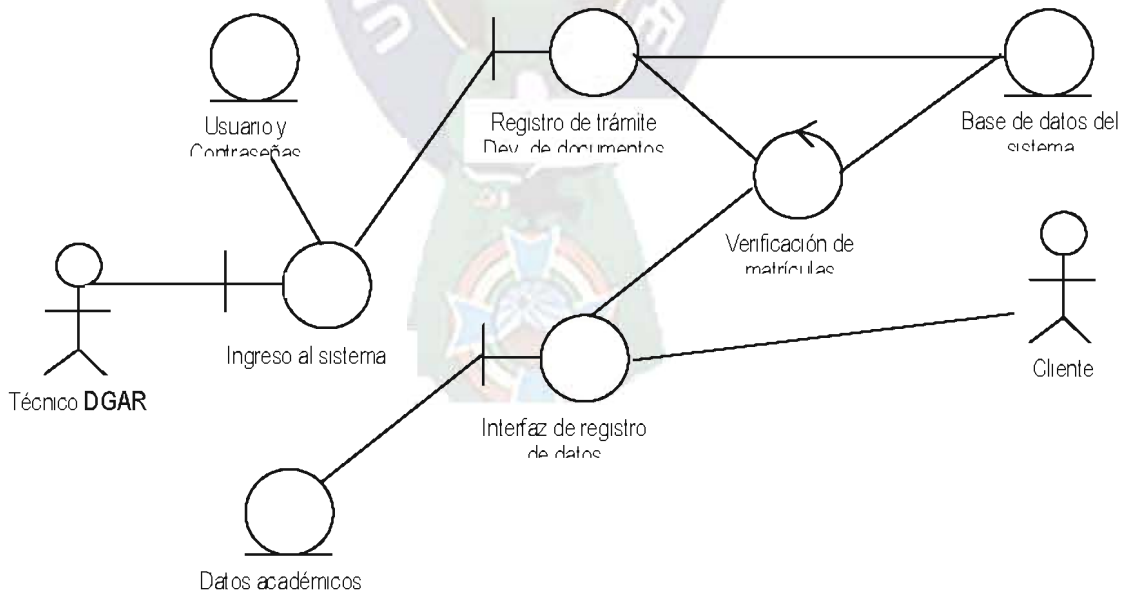 Usuario y
Contraseñas
Registro de trámite
Dev. de documentos
Base de datos del
sistema
Verificación de
matrículas
Ingreso al sistema
Técnico DGAR
Cliente
Interfaz de registro
de datos
Datos académicos